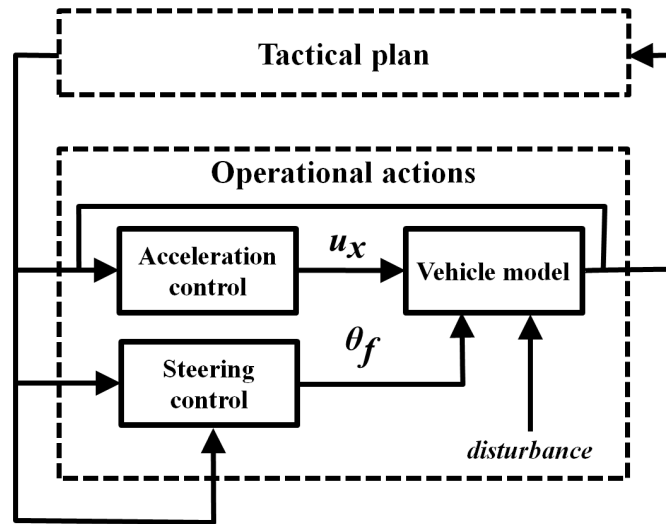 Tactical plan
Operational actions
Acceleration
control
u_x
Vehicle model
Steering
control
θ_f
disturbance